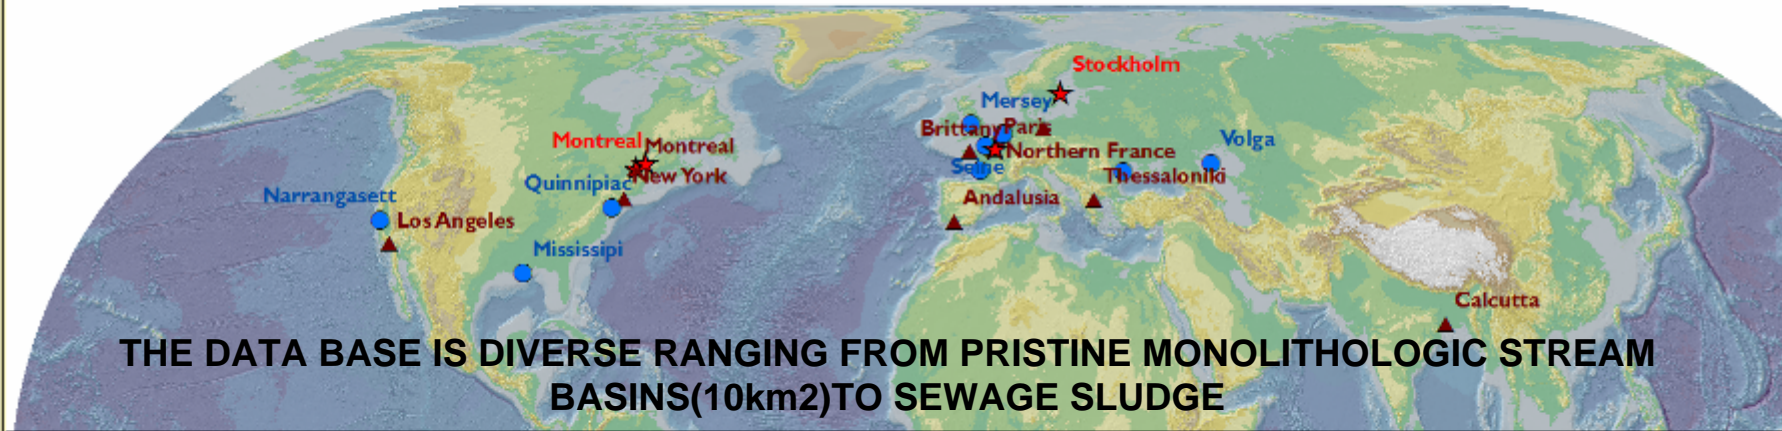 Stockholm
Mersey
Brittany Paris
Montreal Montreal
Volga
Northern France
Seine
Thessaloniki
New York
Quinnipiac
Narrangasett
Andalusia
Los Angeles
Mississipi
Calcutta
THE DATA BASE IS DIVERSE RANGING FROM PRISTINE MONOLITHOLOGIC STREAM
BASINS(10km2)TO SEWAGE SLUDGE